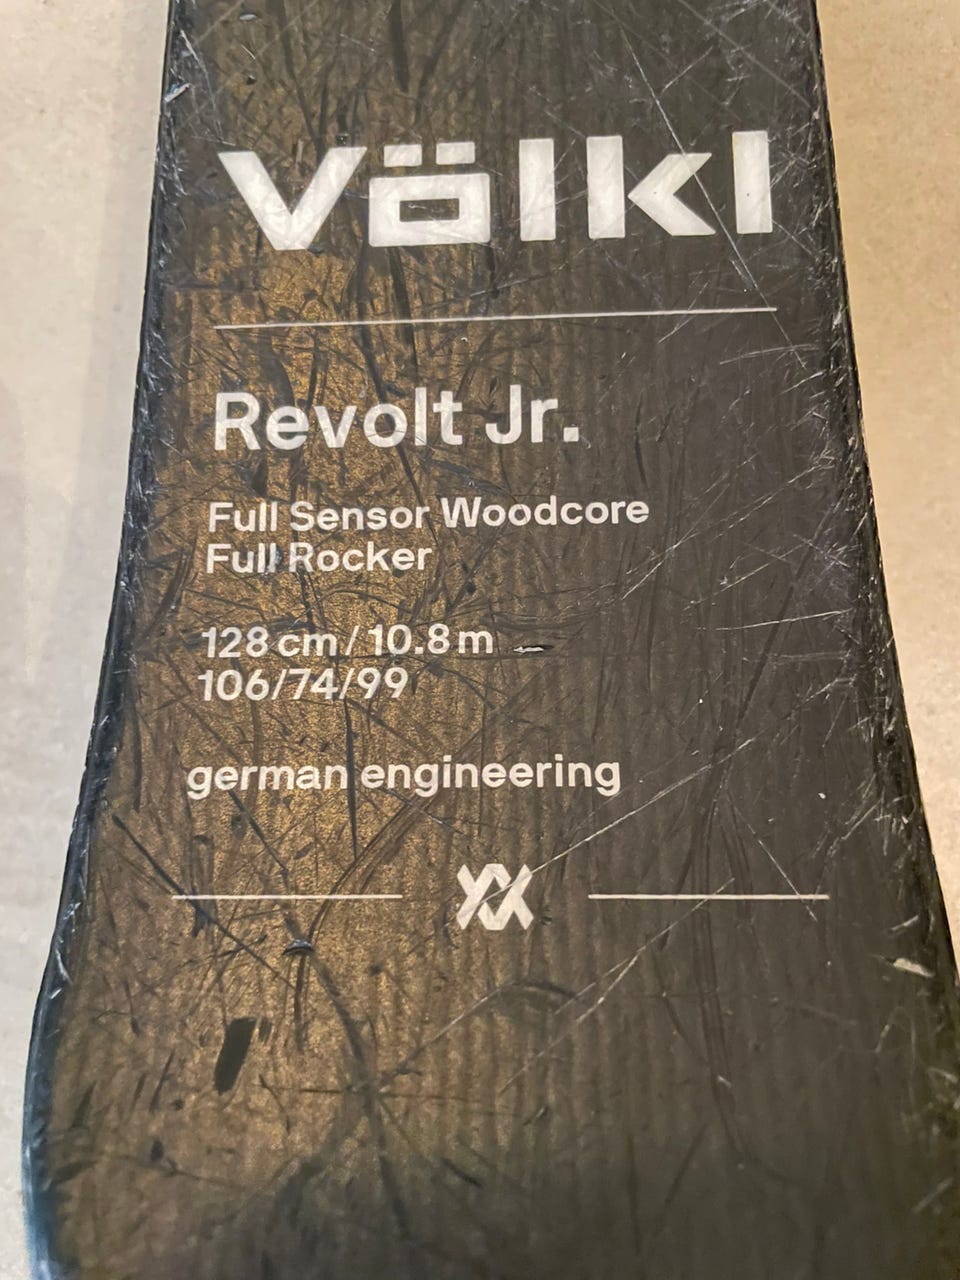 Völkl
Revolt Jr.
Full Sensor Woodcore
Full Rocker
128 cm / 10.8 m
106/74/99
german engineering